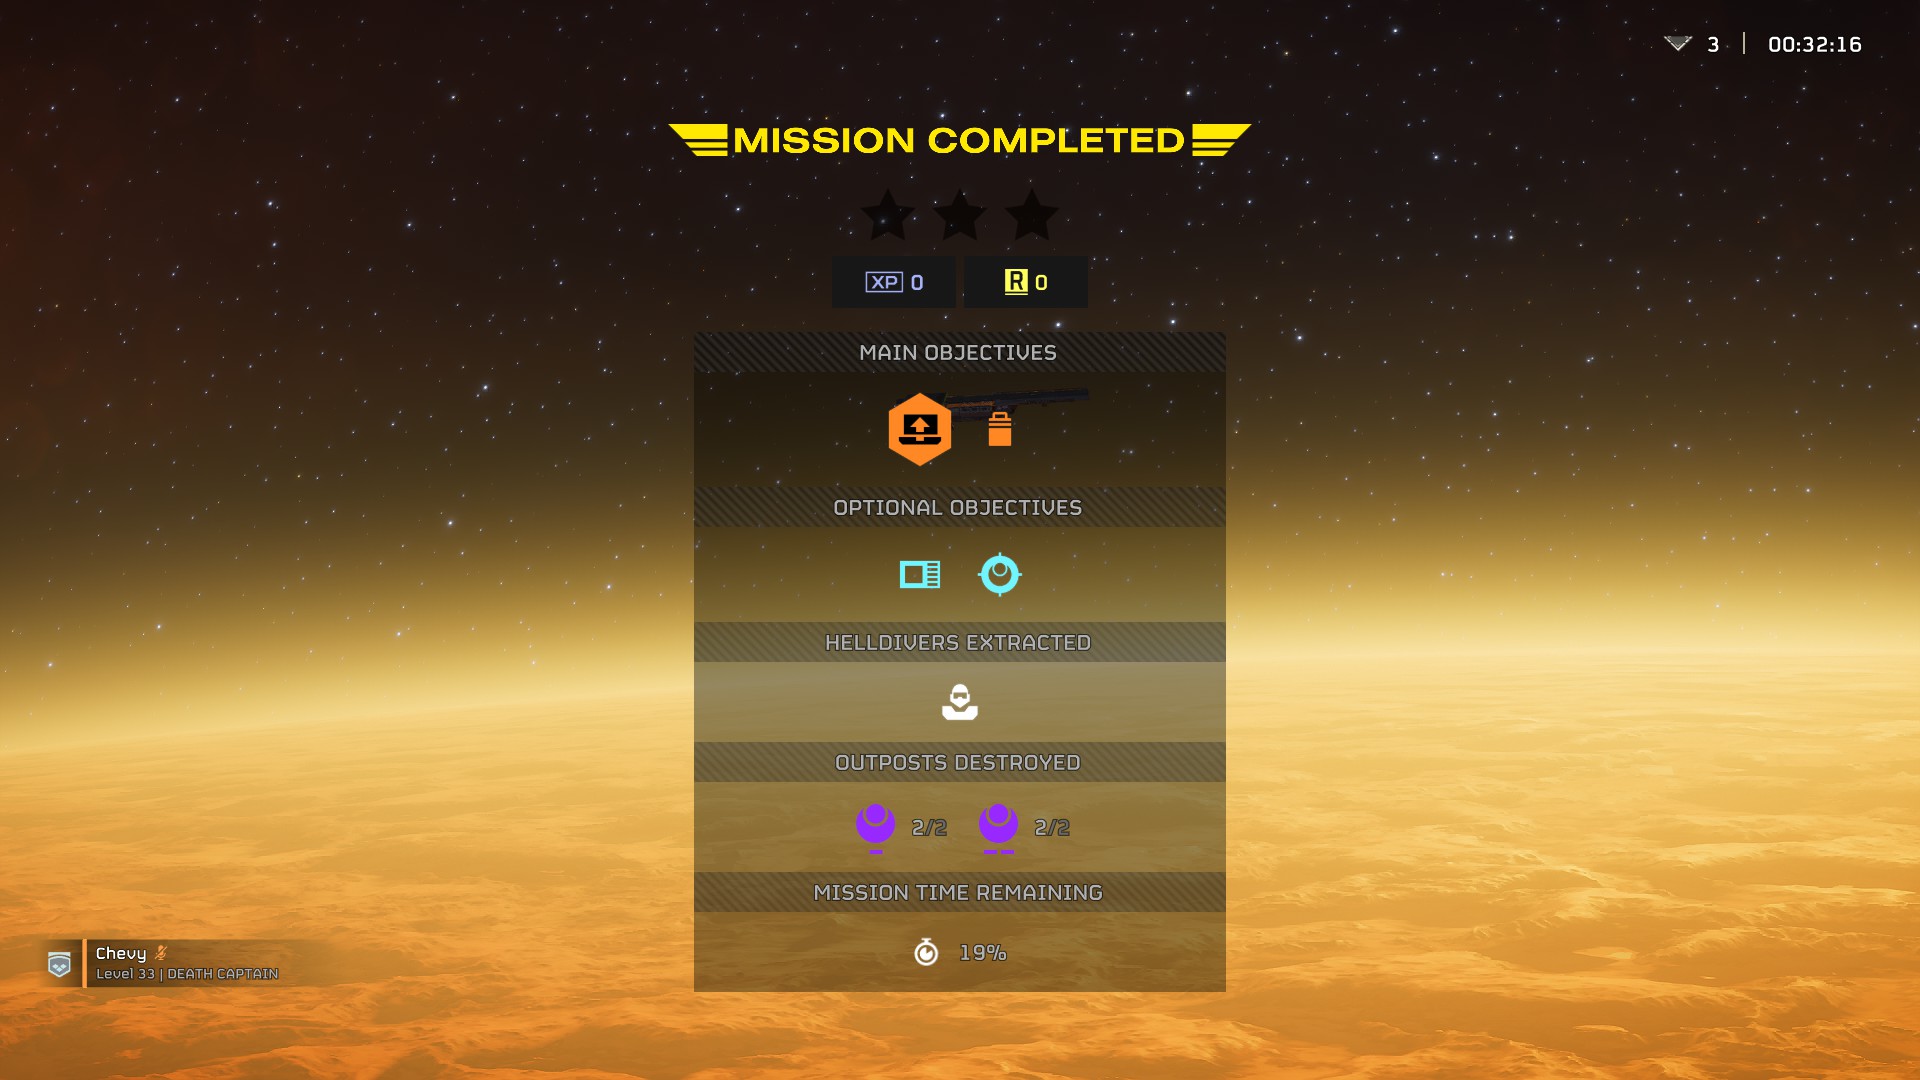 3 | 00:32:16
MISSION COMPLETED
XP 0
R 0
MAIN OBJECTIVES
OPTIONAL OBJECTIVES
HELLDIVERS EXTRACTED
OUTPOSTS DESTROYED
2/2 2/2
MISSION TIME REMAINING
19%
Chevy
Level 33 | DEATH CAPTAIN